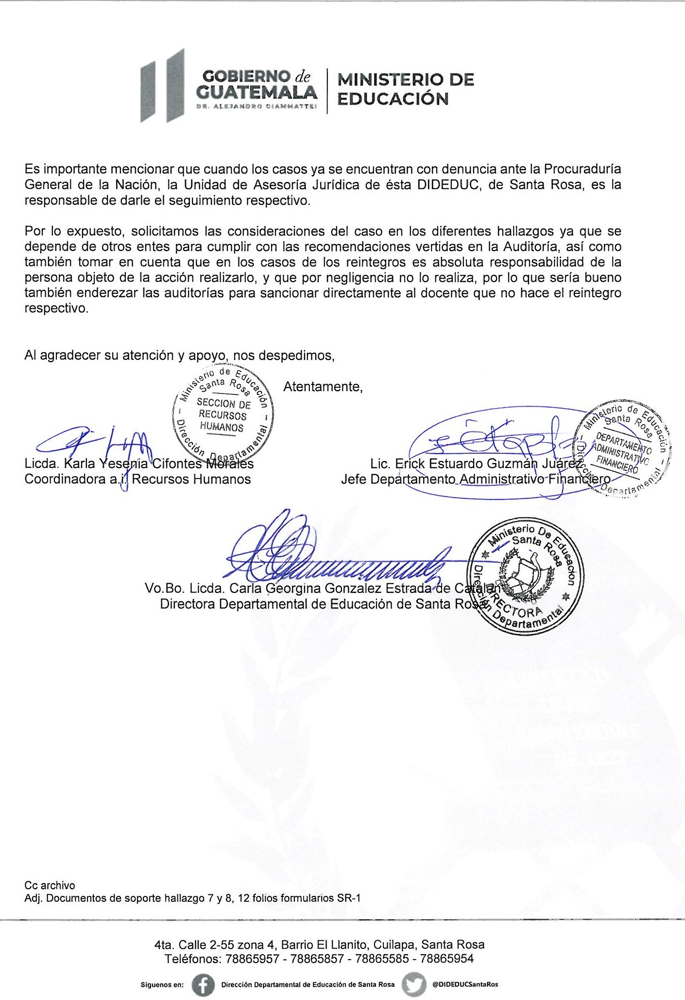 GOBIERNO de
GUATEMALA
DR. ALEJANDRO GIAMMATTEI
MINISTERIO DE
EDUCACIÓN
Es importante mencionar que cuando los casos ya se encuentran con denuncia ante la Procuraduría
General de la Nación, la Unidad de Asesoría Jurídica de ésta DIDEDUC, de Santa Rosa, es la
responsable de darle el seguimiento respectivo.
Por lo expuesto, solicitamos las consideraciones del caso en los diferentes hallazgos ya que se
depende de otros entes para cumplir con las recomendaciones vertidas en la Auditoría, así como
también tomar en cuenta que en los casos de los reintegros es absoluta responsabilidad de la
persona objeto de la acción realizarlo, y que por negligencia no lo realiza, por lo que sería bueno
también enderezar las auditorías para sancionar directamente al docente que no hace el reintegro
respectivo.
Al agradecer su atención y apoyo, nos despedimos,
Atentamente,
Ministerio de Educación
Santa Rosa
SECCION DE
RECURSOS
HUMANOS
Dirección Departamental
Licda. Karla Yesenia Cifontes Morales
Coordinadora a.i. Recursos Humanos
Ministerio de Educación
Santa Rosa
DEPARTAMENTO
ADMINISTRATIVO
FINANCIERO
Dirección Departamental
Lic. Erick Estuardo Guzmán Juárez
Jefe Departamento Administrativo Financiero
Ministerio De Educación
Santa Rosa
DIRECTORA
Dirección Departamental
Vo.Bo. Licda. Carla Georgina Gonzalez Estrada de Catalán
Directora Departamental de Educación de Santa Rosa
Cc archivo
Adj. Documentos de soporte hallazgo 7 y 8, 12 folios formularios SR-1
4ta. Calle 2-55 zona 4, Barrio El Llanito, Cuilapa, Santa Rosa
Teléfonos: 78865957 - 78865857 - 78865585 - 78865954
Síguenos en: Dirección Departamental de Educación de Santa Rosa @DIDEDUCSantaRos